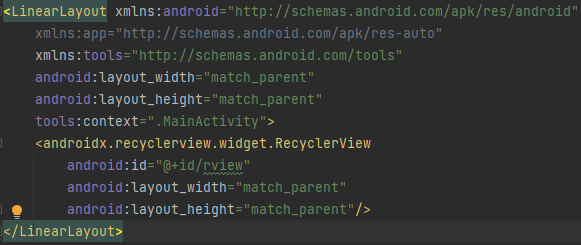 <LinearLayout xmlns:android="http://schemas.android.com/apk/res/android"
xmlns:app="http://schemas.android.com/apk/res-auto"
xmlns:tools="http://schemas.android.com/tools"
android:layout_width="match_parent"
android:layout_height="match_parent"
tools:context=".MainActivity">
<androidx.recyclerview.widget.RecyclerView
android:id="@+id/rview"
android:layout_width="match_parent"
android:layout_height="match_parent"/>
</LinearLayout>